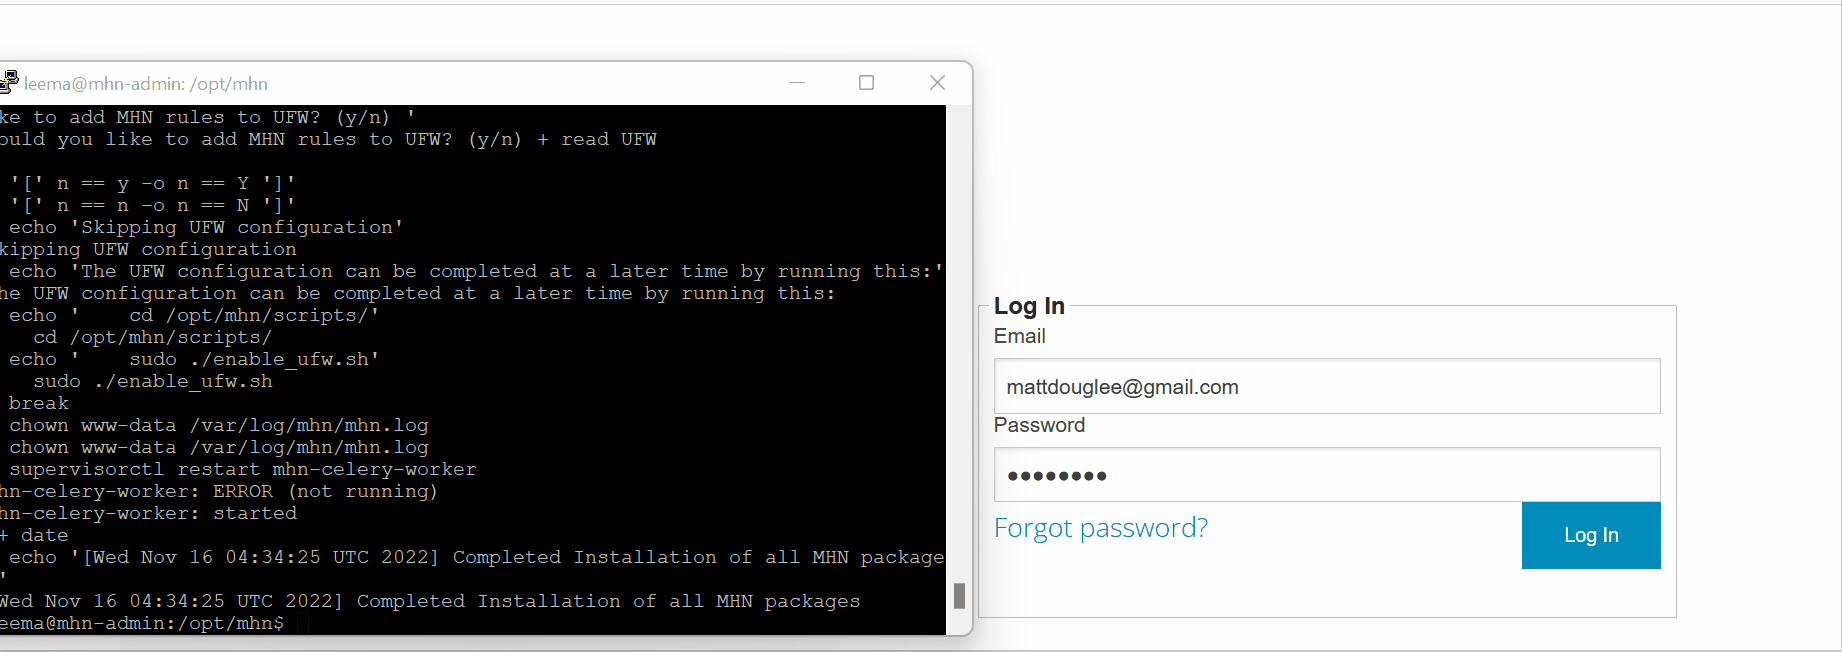 leema@mhn-admin: /opt/mhn
ke to add MHN rules to UFW? (y/n) '
ould you like to add MHN rules to UFW? (y/n) + read UFW
'[' n == y -o n == Y ']'
'[' n == n -o n == N ']'
echo 'Skipping UFW configuration'
kipping UFW configuration
echo 'The UFW configuration can be completed at a later time by running this:'
he UFW configuration can be completed at a later time by running this:
echo '    cd /opt/mhn/scripts/'
cd /opt/mhn/scripts/
echo '    sudo ./enable_ufw.sh'
sudo ./enable_ufw.sh
break
chown www-data /var/log/mhn/mhn.log
chown www-data /var/log/mhn/mhn.log
supervisorctl restart mhn-celery-worker
hn-celery-worker: ERROR (not running)
hn-celery-worker: started
+ date
echo '[Wed Nov 16 04:34:25 UTC 2022] Completed Installation of all MHN package
'
Wed Nov 16 04:34:25 UTC 2022] Completed Installation of all MHN packages
eema@mhn-admin:/opt/mhn$
Log In
Email
mattdouglee@gmail.com
Password
••••••••
Forgot password?
Log In